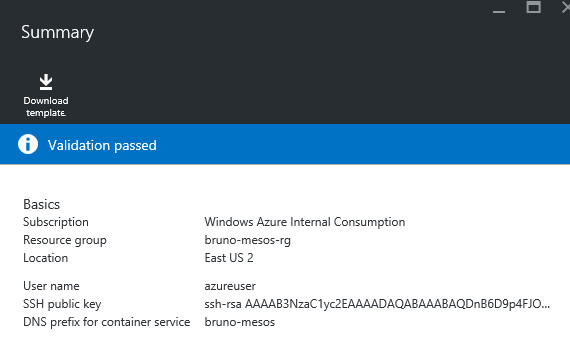 Summary
Download
template.
Validation passed
Basics
Subscription Windows Azure Internal Consumption
Resource group bruno-mesos-rg
Location East US 2
User name azureuser
SSH public key ssh-rsa AAAAB3NzaC1yc2EAAAADAQABAAABAQDnB6D9p4FJO...
DNS prefix for container service bruno-mesos